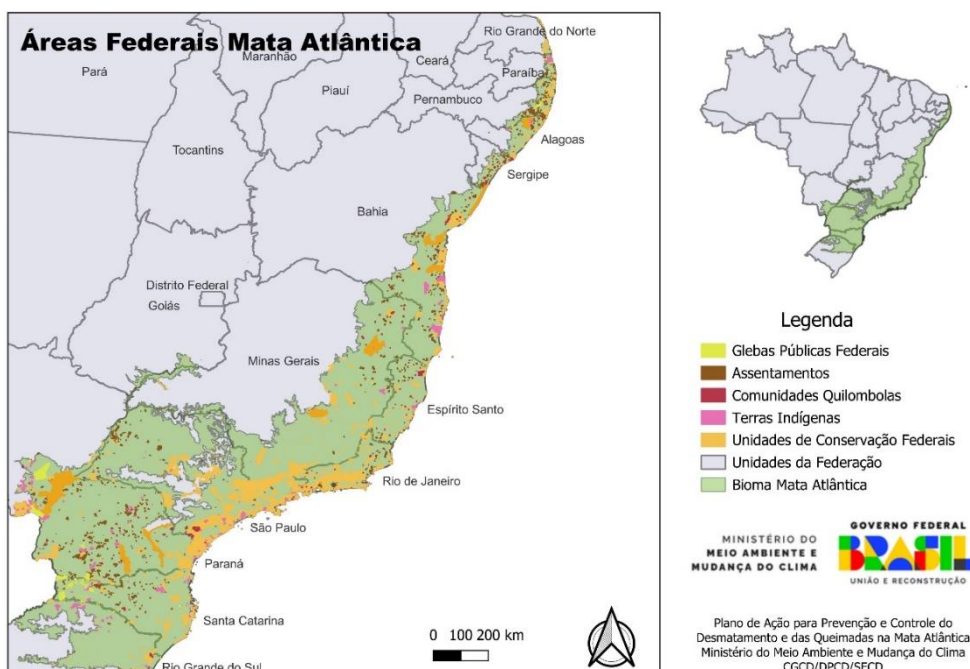 Áreas Federais Mata Atlântica
Rio Grande do Norte
Maranhão
Ceará
Pará
Paraíba
Piauí
Pernambuco
Alagoas
Tocantins
Sergipe
Bahia
Distrito Federal
Goiás
Minas Gerais
Espírito Santo
Rio de Janeiro
São Paulo
Paraná
Santa Catarina
Rio Grande do Sul
0 100 200 km
Legenda
Glebas Públicas Federais
Assentamentos
Comunidades Quilombolas
Terras Indígenas
Unidades de Conservação Federais
Unidades da Federação
Bioma Mata Atlântica
MINISTÉRIO DO
MEIO AMBIENTE E
MUDANÇA DO CLIMA
GOVERNO FEDERAL
BRASIL
UNIÃO E RECONSTRUÇÃO
Plano de Ação para Prevenção e Controle do
Desmatamento e das Queimadas na Mata Atlântica
Ministério do Meio Ambiente e Mudança do Clima
CGCD/DPCD/SECD